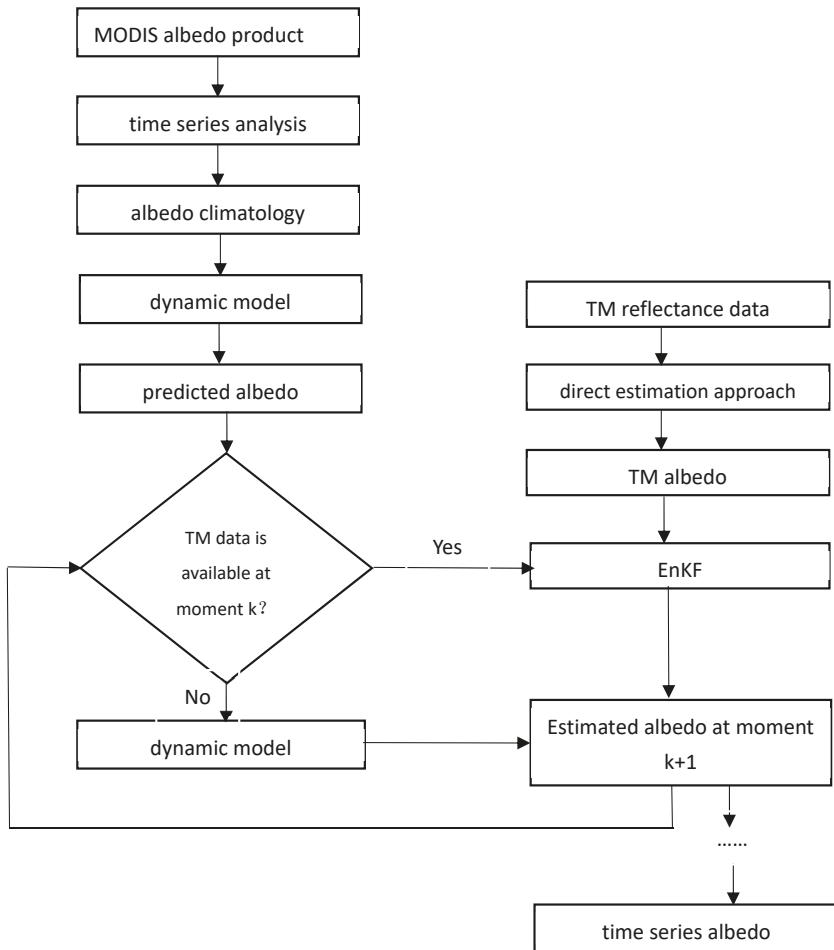 MODIS albedo product
time series analysis
albedo climatology
dynamic model
predicted albedo
TM data is
available at
moment k?
Yes
No
dynamic model
TM reflectance data
direct estimation approach
TM albedo
EnKF
Estimated albedo at moment
k+1
......
time series albedo